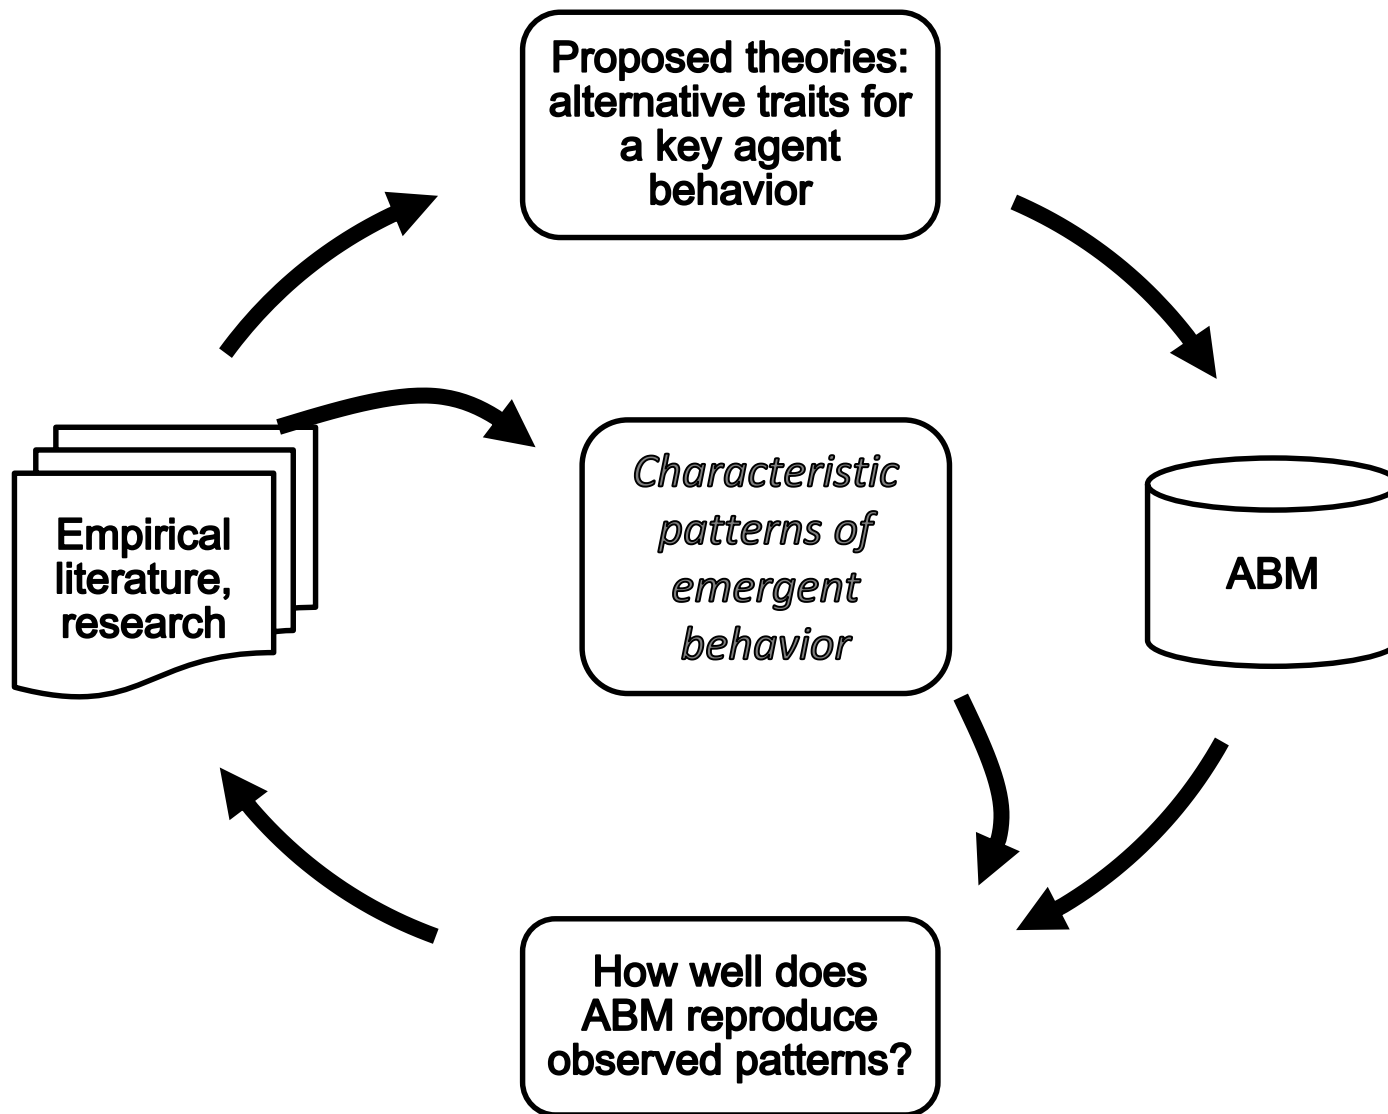 Proposed theories:
alternative traits for
a key agent
behavior
Empirical
literature,
research
Characteristic
patterns of
emergent
behavior
ABM
How well does
ABM reproduce
observed patterns?